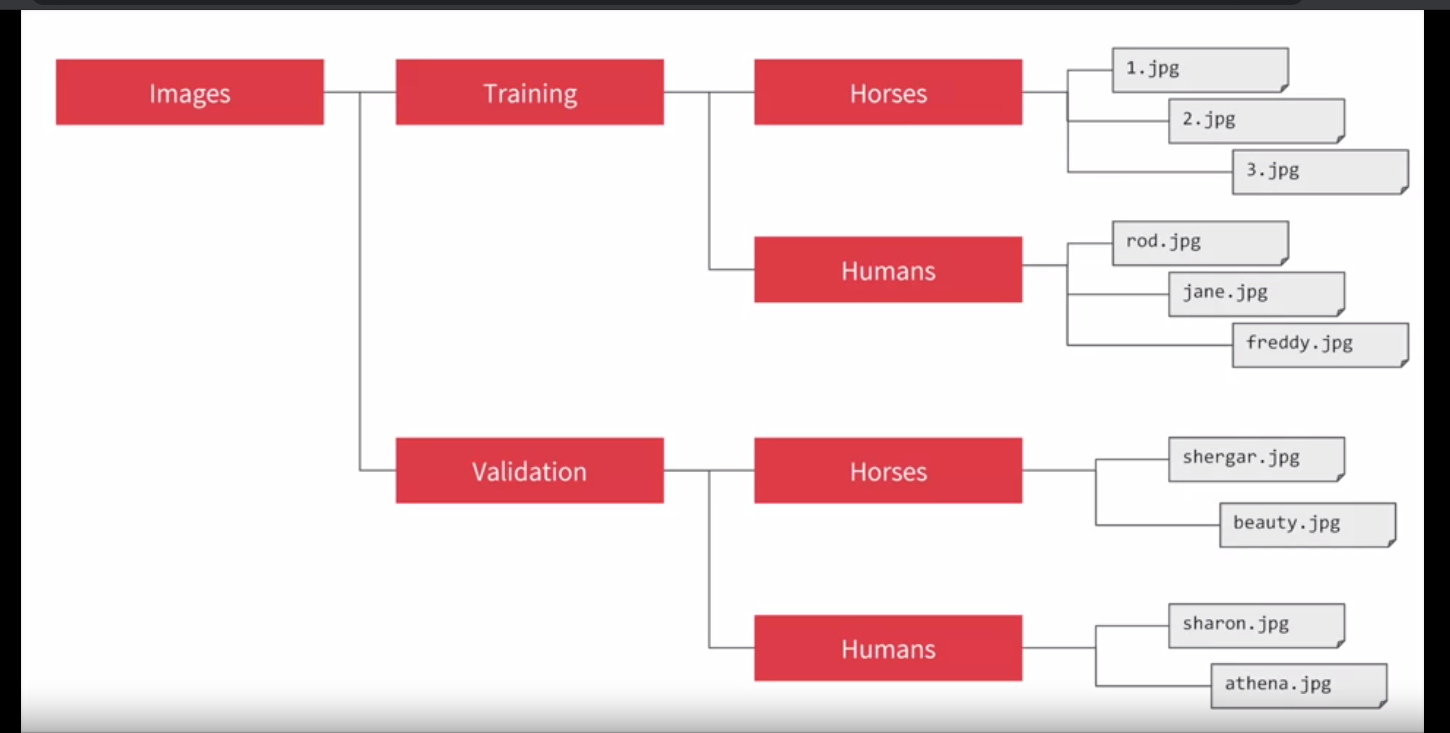 Images
Training
Horses
1.jpg
2.jpg
3.jpg
Humans
rod.jpg
jane.jpg
freddy.jpg
Validation
Horses
shergar.jpg
beauty.jpg
Humans
sharon.jpg
athena.jpg